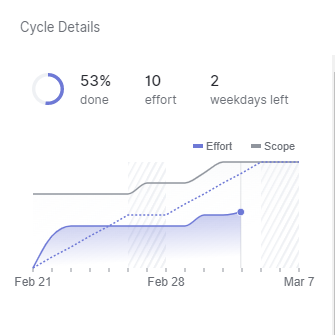 Cycle Details
53% 10 2
done effort weekdays left
Effort Scope
Feb 21 Feb 28 Mar 7